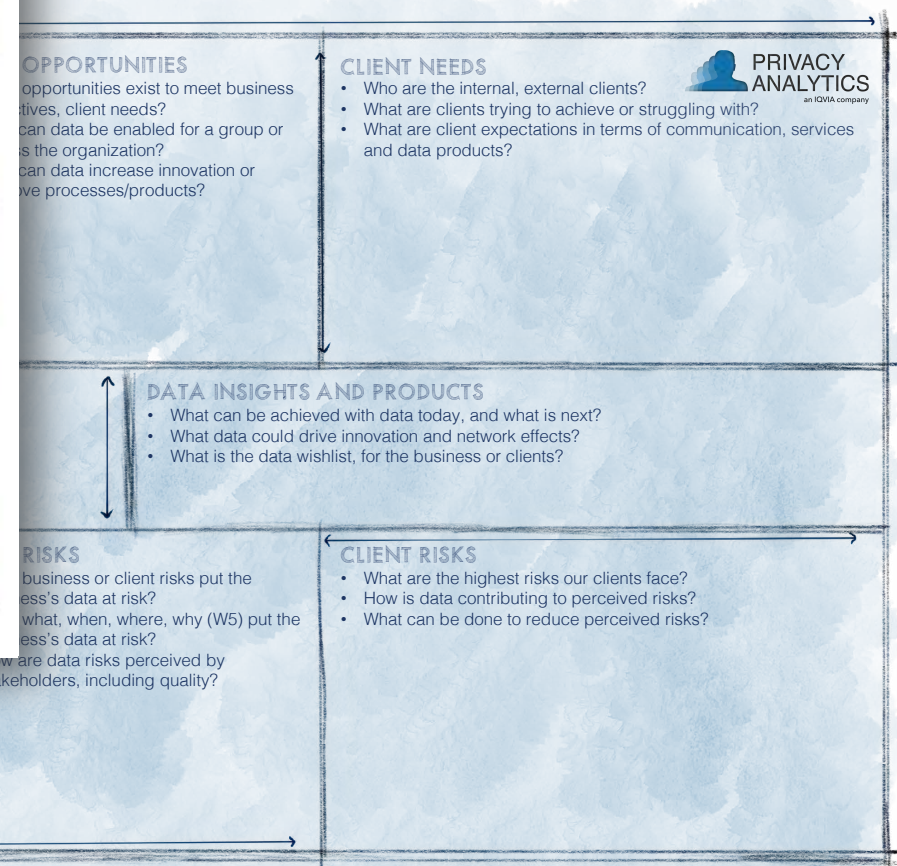 OPPORTUNITIES
opportunities exist to meet business
client needs?
can data be enabled for a group or
the organization?
can data increase innovation or
processes/products?
CLIENT NEEDS
• Who are the internal, external clients?
• What are clients trying to achieve or struggling with?
• What are client expectations in terms of communication, services
and data products?
PRIVACY
ANALYTICS
an IQVIA company
DATA INSIGHTS AND PRODUCTS
• What can be achieved with data today, and what is next?
• What data could drive innovation and network effects?
• What is the data wishlist, for the business or clients?
RISKS
business or client risks put the
data at risk?
what, when, where, why (W5) put the
data at risk?
are data risks perceived by
including quality?
CLIENT RISKS
• What are the highest risks our clients face?
• How is data contributing to perceived risks?
• What can be done to reduce perceived risks?